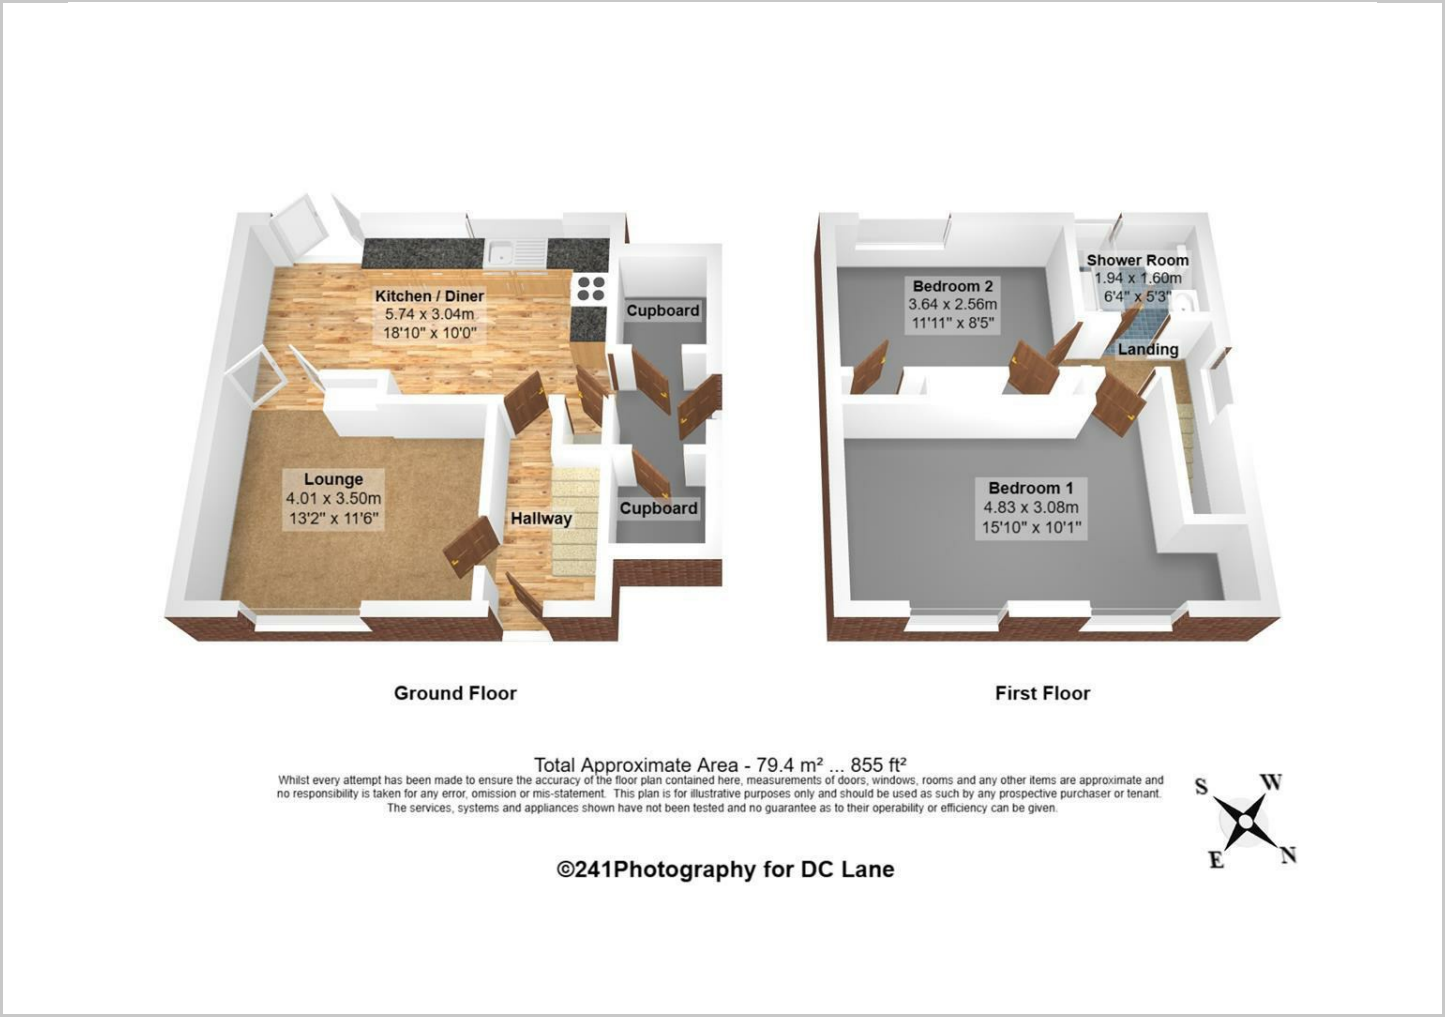 Kitchen / Diner
5.74 x 3.04m
18'10" x 10'0"
Cupboard
Lounge
4.01 x 3.50m
13'2" x 11'6"
Hallway
Cupboard
Ground Floor
Shower Room
1.94 x 1.60m
6'4" x 5'3"
Bedroom 2
3.64 x 2.56m
11'11" x 8'5"
Landing
Bedroom 1
4.83 x 3.08m
15'10" x 10'1"
First Floor
Total Approximate Area - 79.4 m² ... 855 ft²
Whilst every attempt has been made to ensure the accuracy of the floor plan contained here, measurements of doors, windows, rooms and any other items are approximate and
no responsibility is taken for any error, omission or mis-statement. This plan is for illustrative purposes only and should be used as such by any prospective purchaser or tenant.
The services, systems and appliances shown have not been tested and no guarantee as to their operability or efficiency can be given.
S W
E N
©241Photography for DC Lane